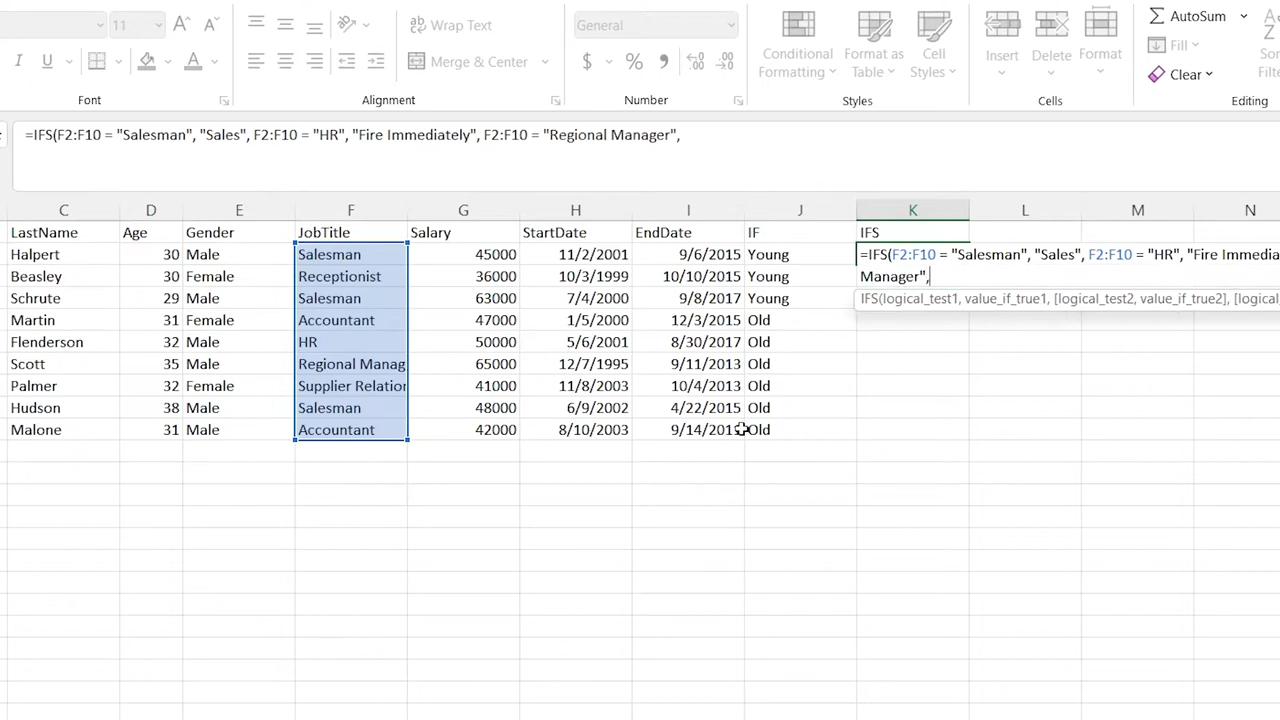 11 A A ab Wrap Text General AutoSum
I U A Merge & Center $ % Conditional Formatting Format as Table Cell Styles Insert Delete Format Fill Clear
Font Alignment Number Styles Cells Editing
=IFS(F2:F10 = "Salesman", "Sales", F2:F10 = "HR", "Fire Immediately", F2:F10 = "Regional Manager",
C D E F G H I J K L M N
LastName Age Gender JobTitle Salary StartDate EndDate IF IFS
Halpert 30 Male Salesman 45000 11/2/2001 9/6/2015 Young =IFS(F2:F10 = "Salesman", "Sales", F2:F10 = "HR", "Fire Immedia
Beasley 30 Female Receptionist 36000 10/3/1999 10/10/2015 Young Manager",
Schrute 29 Male Salesman 63000 7/4/2000 9/8/2017 Young IFS(logical_test1, value_if_true1, [logical_test2, value_if_true2], [logical_
Martin 31 Female Accountant 47000 1/5/2000 12/3/2015 Old
Flenderson 32 Male HR 50000 5/6/2001 8/30/2017 Old
Scott 35 Male Regional Manag 65000 12/7/1995 9/11/2013 Old
Palmer 32 Female Supplier Relation 41000 11/8/2003 10/4/2013 Old
Hudson 38 Male Salesman 48000 6/9/2002 4/22/2015 Old
Malone 31 Male Accountant 42000 8/10/2003 Old